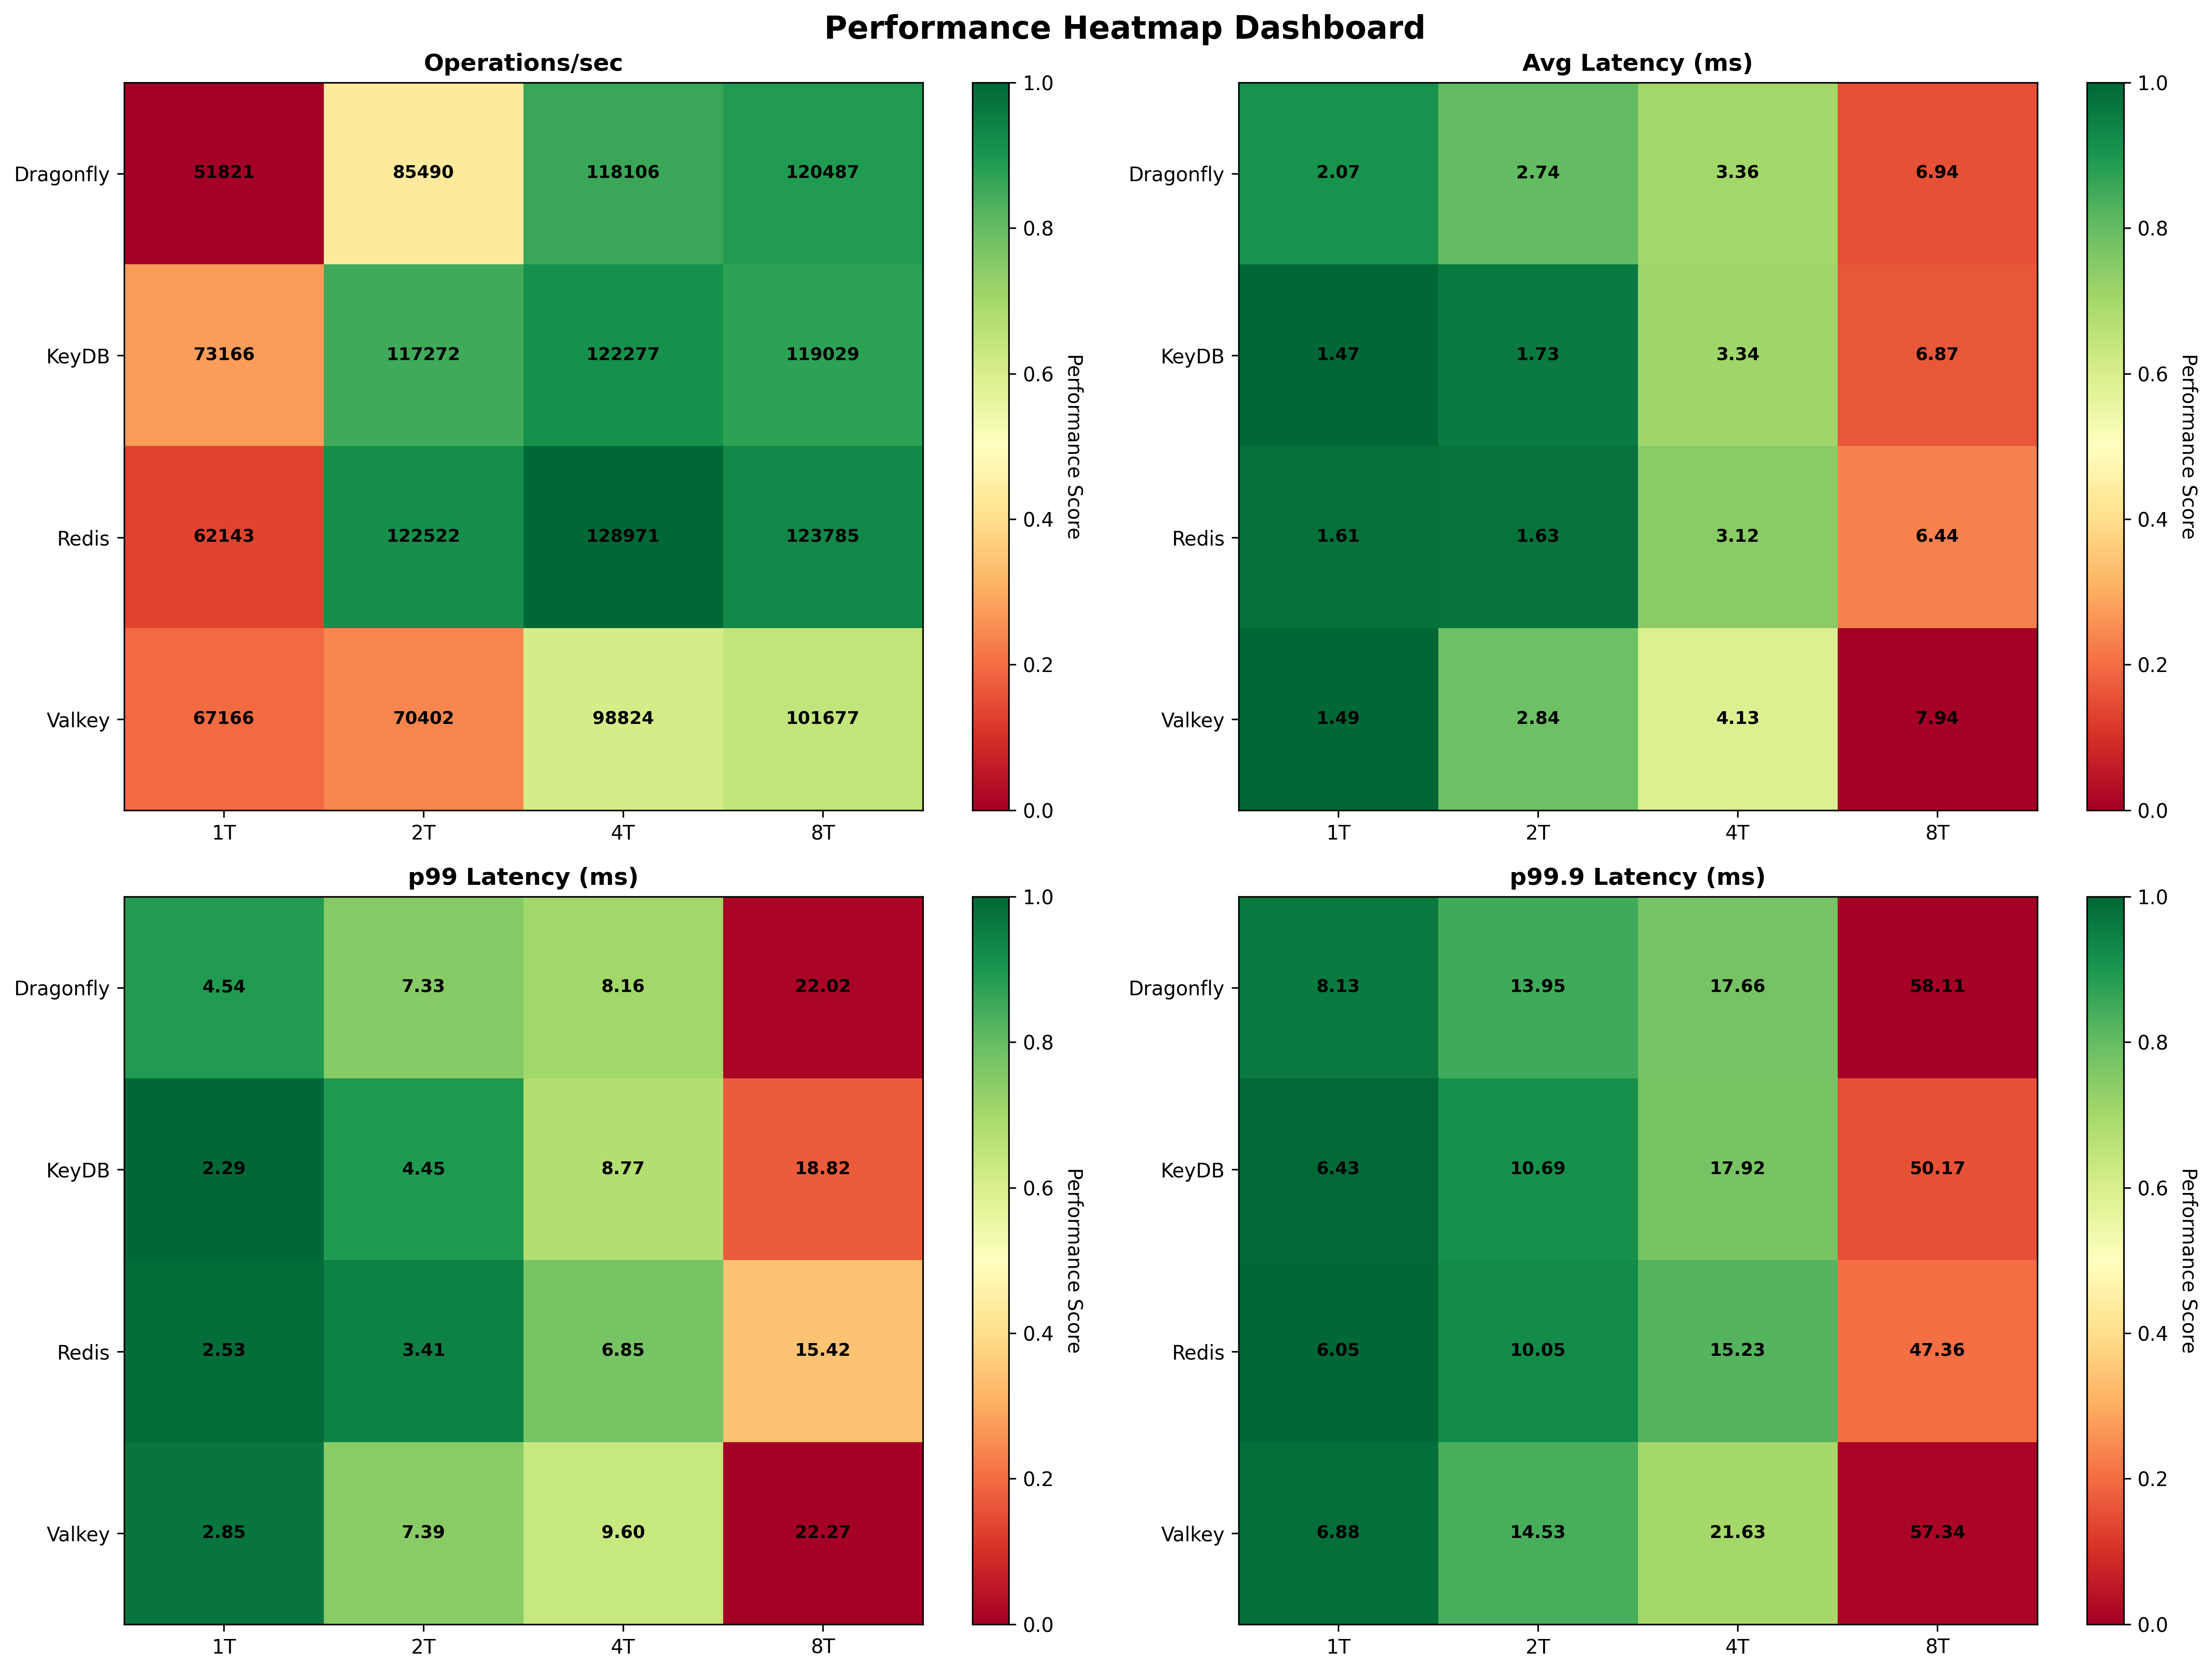 Performance Heatmap Dashboard
Operations/sec
Dragonfly 51821 85490 118106 120487
KeyDB 73166 117272 122277 119029
Redis 62143 122522 128971 123785
Valkey 67166 70402 98824 101677
1T 2T 4T 8T
1.0
0.8
0.6
0.4
0.2
0.0
Performance Score
Avg Latency (ms)
Dragonfly 2.07 2.74 3.36 6.94
KeyDB 1.47 1.73 3.34 6.87
Redis 1.61 1.63 3.12 6.44
Valkey 1.49 2.84 4.13 7.94
1T 2T 4T 8T
1.0
0.8
0.6
0.4
0.2
0.0
Performance Score
p99 Latency (ms)
Dragonfly 4.54 7.33 8.16 22.02
KeyDB 2.29 4.45 8.77 18.82
Redis 2.53 3.41 6.85 15.42
Valkey 2.85 7.39 9.60 22.27
1T 2T 4T 8T
1.0
0.8
0.6
0.4
0.2
0.0
Performance Score
p99.9 Latency (ms)
Dragonfly 8.13 13.95 17.66 58.11
KeyDB 6.43 10.69 17.92 50.17
Redis 6.05 10.05 15.23 47.36
Valkey 6.88 14.53 21.63 57.34
1T 2T 4T 8T
1.0
0.8
0.6
0.4
0.2
0.0
Performance Score